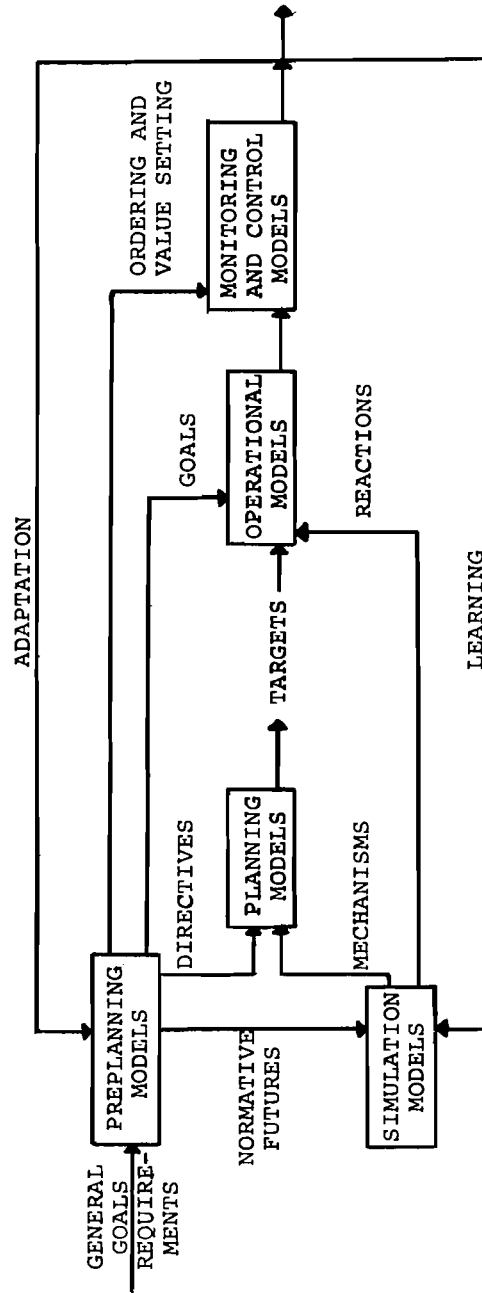 ADAPTATION
ORDERING AND
VALUE SETTING
GENERAL
GOALS
REQUIRE-
MENTS
PREPLANNING
MODELS
GOALS
MONITORING
AND CONTROL
MODELS
DIRECTIVES
OPERATIONAL
MODELS
NORMATIVE
FUTURES
PLANNING
MODELS
TARGETS
MECHANISMS
REACTIONS
SIMULATION
MODELS
LEARNING